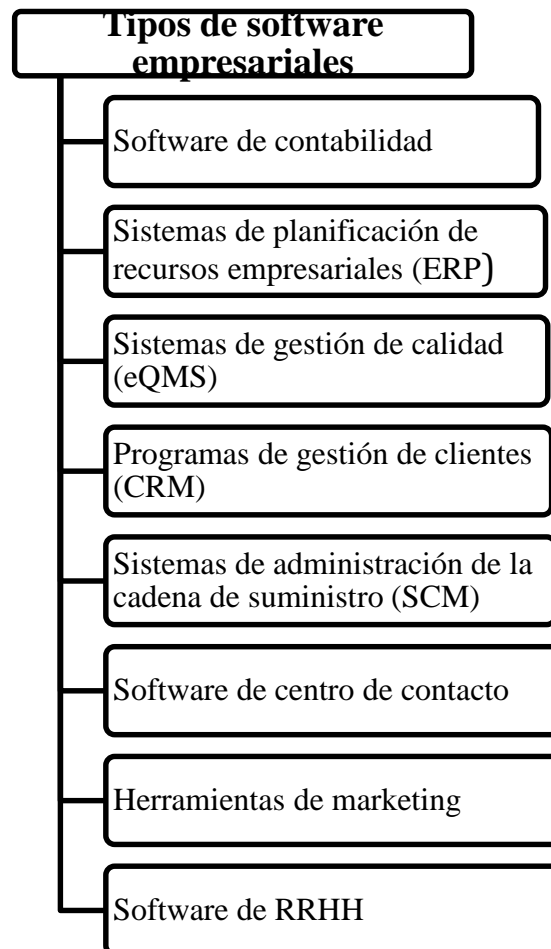 Tipos de software
empresariales
Software de contabilidad
Sistemas de planificación de
recursos empresariales (ERP)
Sistemas de gestión de calidad
(eQMS)
Programas de gestión de clientes
(CRM)
Sistemas de administración de la
cadena de suministro (SCM)
Software de centro de contacto
Herramientas de marketing
Software de RRHH